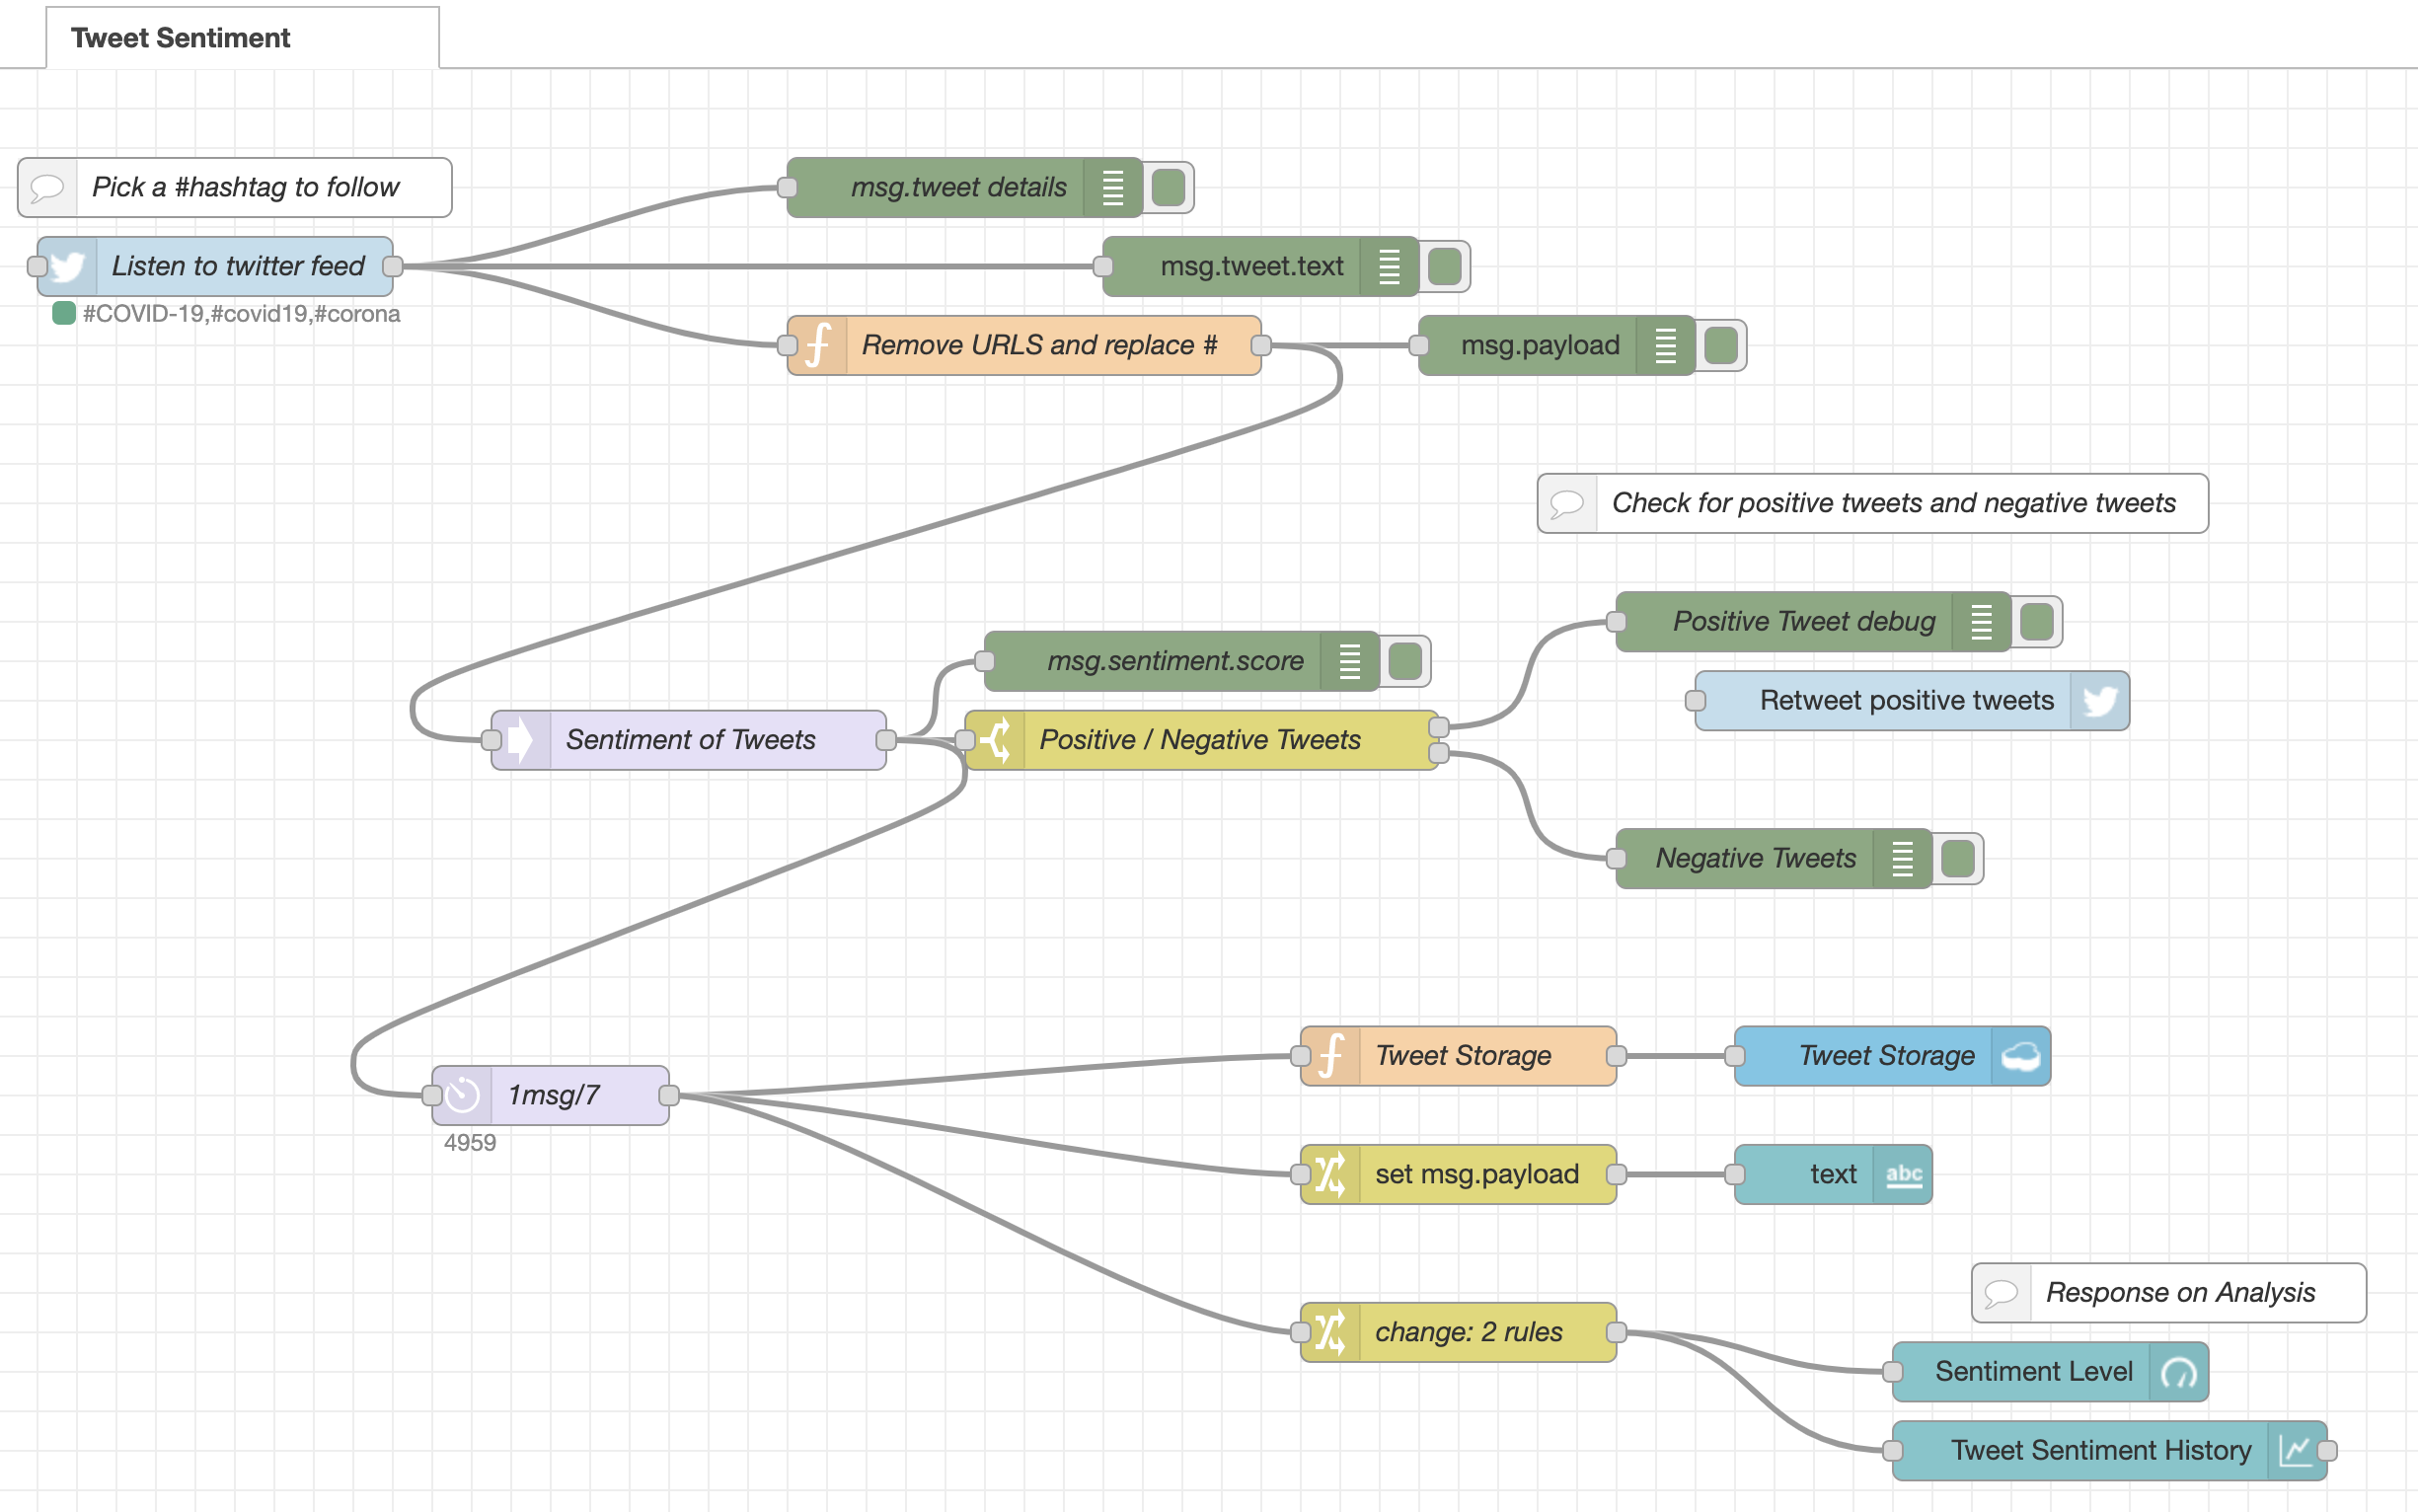 Tweet Sentiment
Pick a #hashtag to follow
msg.tweet details
Listen to twitter feed
msg.tweet.text
#COVID-19,#covid19,#corona
Remove URLS and replace #
msg.payload
Check for positive tweets and negative tweets
Positive Tweet debug
msg.sentiment.score
Retweet positive tweets
Sentiment of Tweets
Positive / Negative Tweets
Negative Tweets
Tweet Storage
Tweet Storage
1msg/7
4959
set msg.payload
text
abc
Response on Analysis
change: 2 rules
Sentiment Level
Tweet Sentiment History